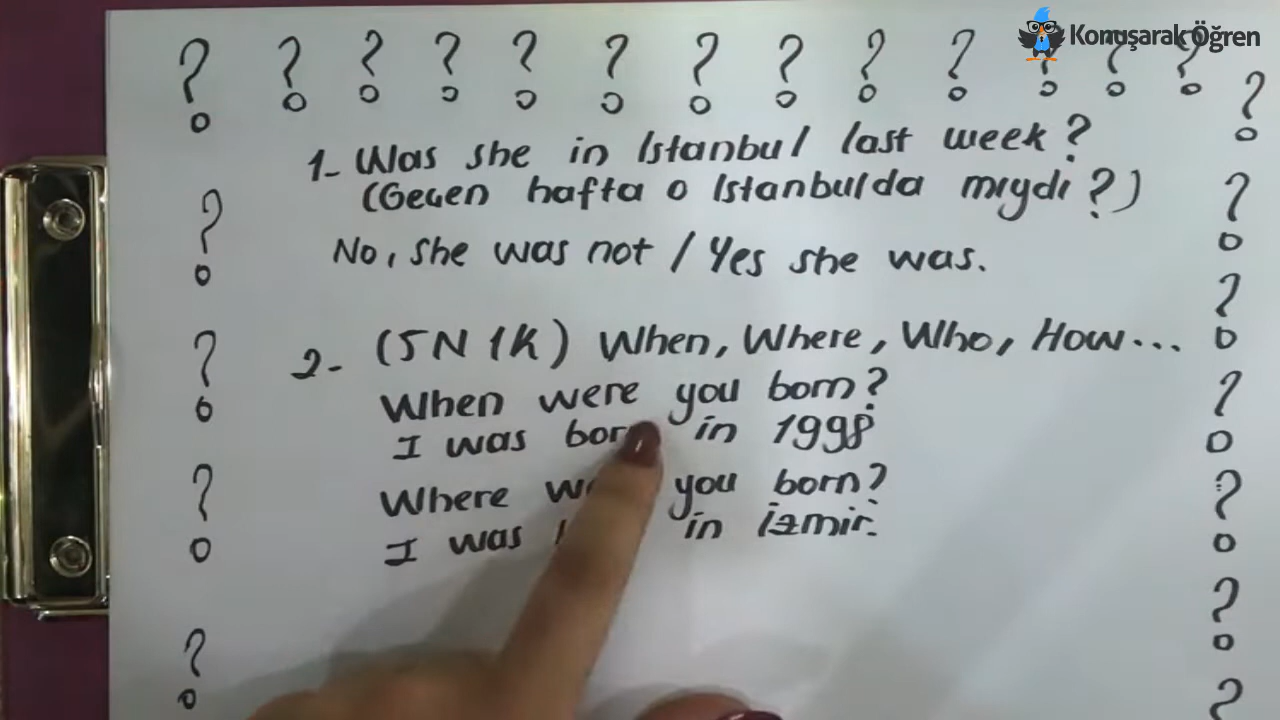 Konuşarak Öğren
? ? ? ? ? ? ? ? ? ? ? ? ? ?
1- Was she in Istanbul last week?
(Geçen hafta o Istanbulda mıydı?)
No, she was not / Yes she was.
2- (5N 1K) When, Where, Who, How...
When were you born?
I was in 1998
Where you born?
I was in İzmir.